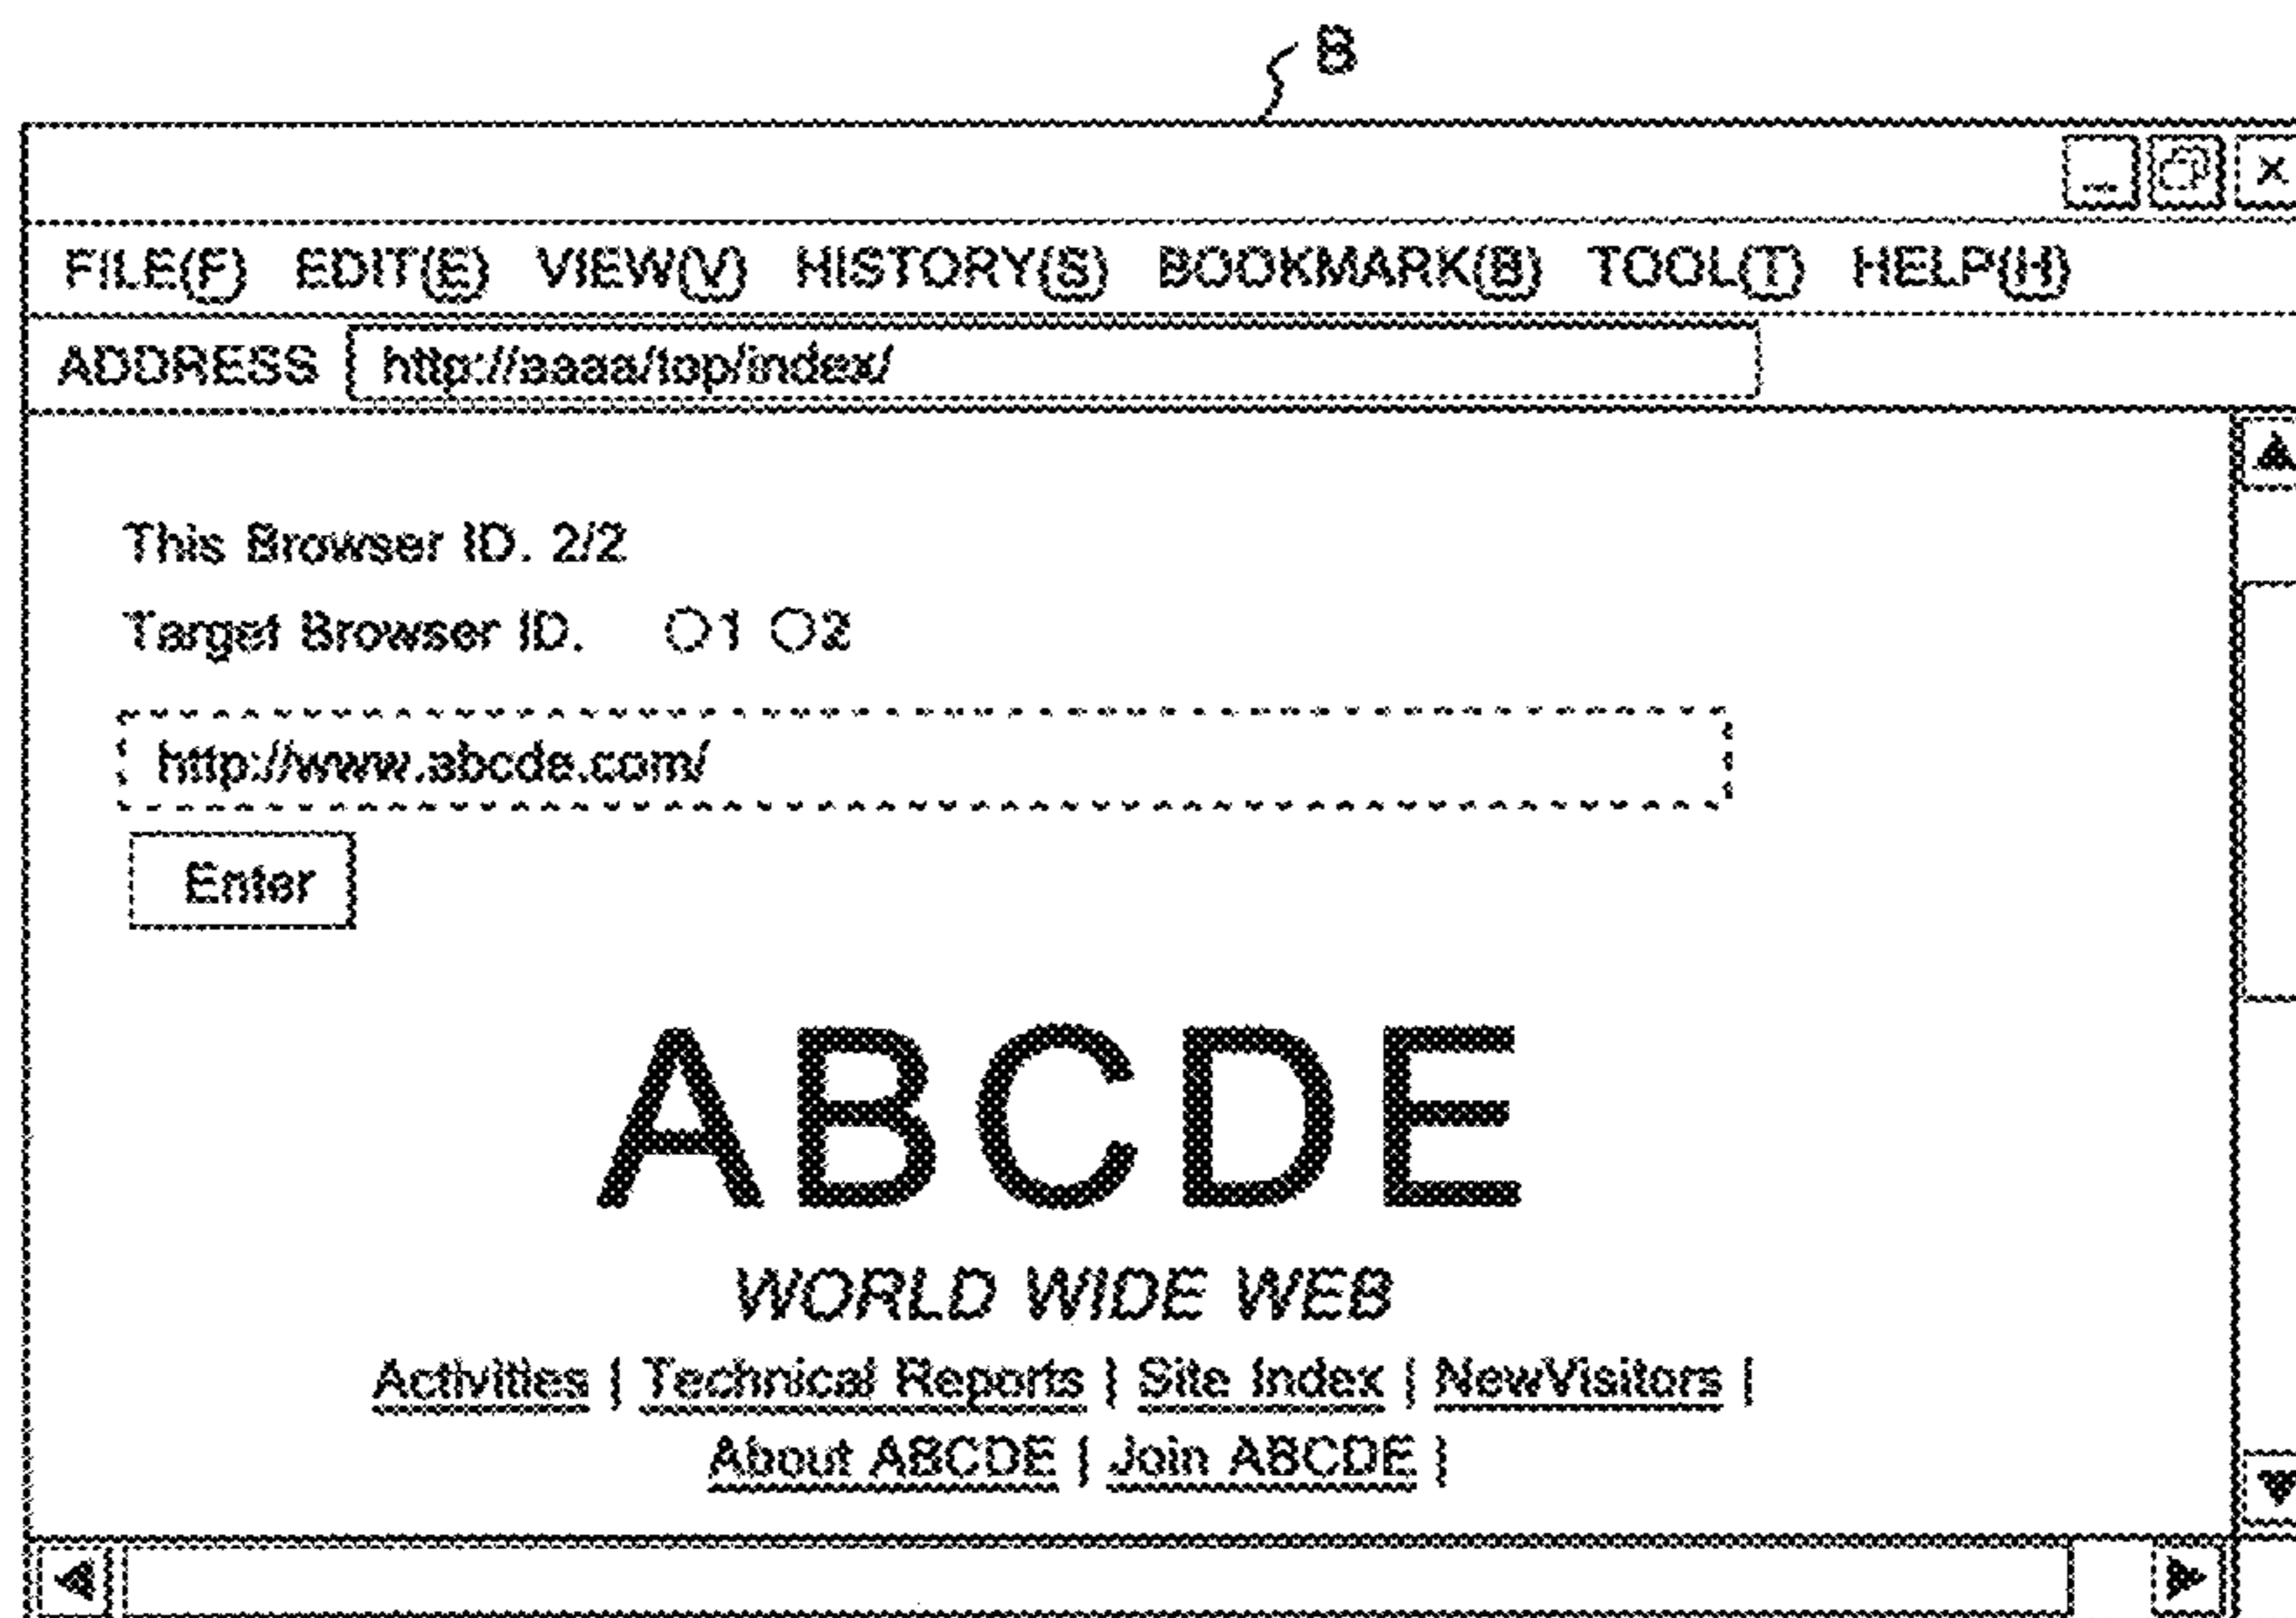 B
FILE(F) EDIT(E) VIEW(V) HISTORY(S) BOOKMARK(B) TOOL(T) HELP(H)
ADDRESS http://aaaa/top/index/
This Browser ID. 2/2
Target Browser ID. ○1 ○2
http://www.abcde.com/
Enter
ABCDE
WORLD WIDE WEB
Activities | Technical Reports | Site Index | NewVisitors |
About ABCDE | Join ABCDE |